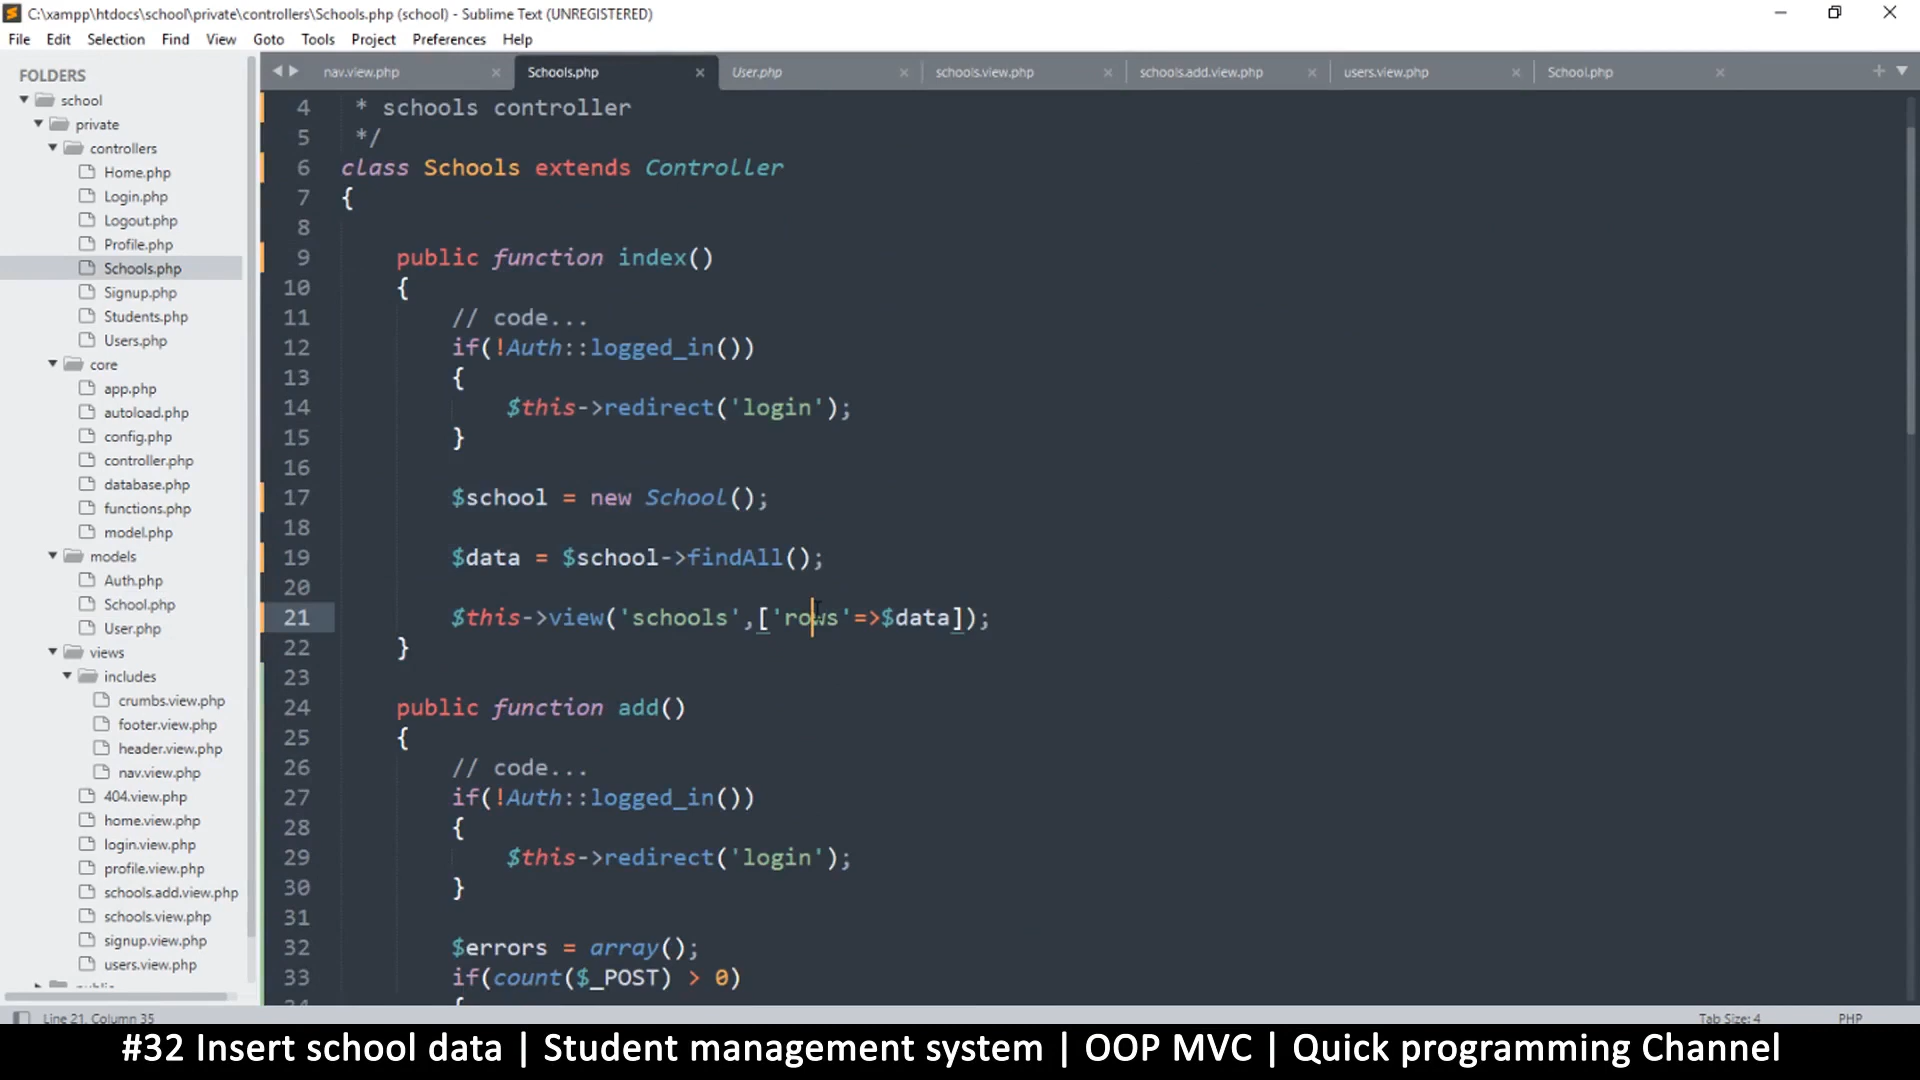 C:\xampp\htdocs\school\private\controllers\Schools.php (school) - Sublime Text (UNREGISTERED)
File Edit Selection Find View Goto Tools Project Preferences Help
FOLDERS
school
private
controllers
Home.php
Login.php
Logout.php
Profile.php
Schools.php
Signup.php
Students.php
Users.php
core
app.php
autoload.php
config.php
controller.php
database.php
functions.php
model.php
models
Auth.php
School.php
User.php
views
includes
crumbs.view.php
footer.view.php
header.view.php
nav.view.php
404.view.php
home.view.php
login.view.php
profile.view.php
schools.add.view.php
schools.view.php
signup.view.php
users.view.php
nav.view.php Schools.php User.php schools.view.php schools.add.view.php users.view.php School.php
4 * schools controller
5 */
6 class Schools extends Controller
7 {
8
9 public function index()
10 {
11 // code...
12 if(!Auth::logged_in())
13 {
14 $this->redirect('login');
15 }
16
17 $school = new School();
18
19 $data = $school->findAll();
20
21 $this->view('schools',['rows'=>$data]);
22 }
23
24 public function add()
25 {
26 // code...
27 if(!Auth::logged_in())
28 {
29 $this->redirect('login');
30 }
31
32 $errors = array();
33 if(count($_POST) > 0)
Line 21, Column 35 Tab Size: 4 PHP
#32 Insert school data | Student management system | OOP MVC | Quick programming Channel